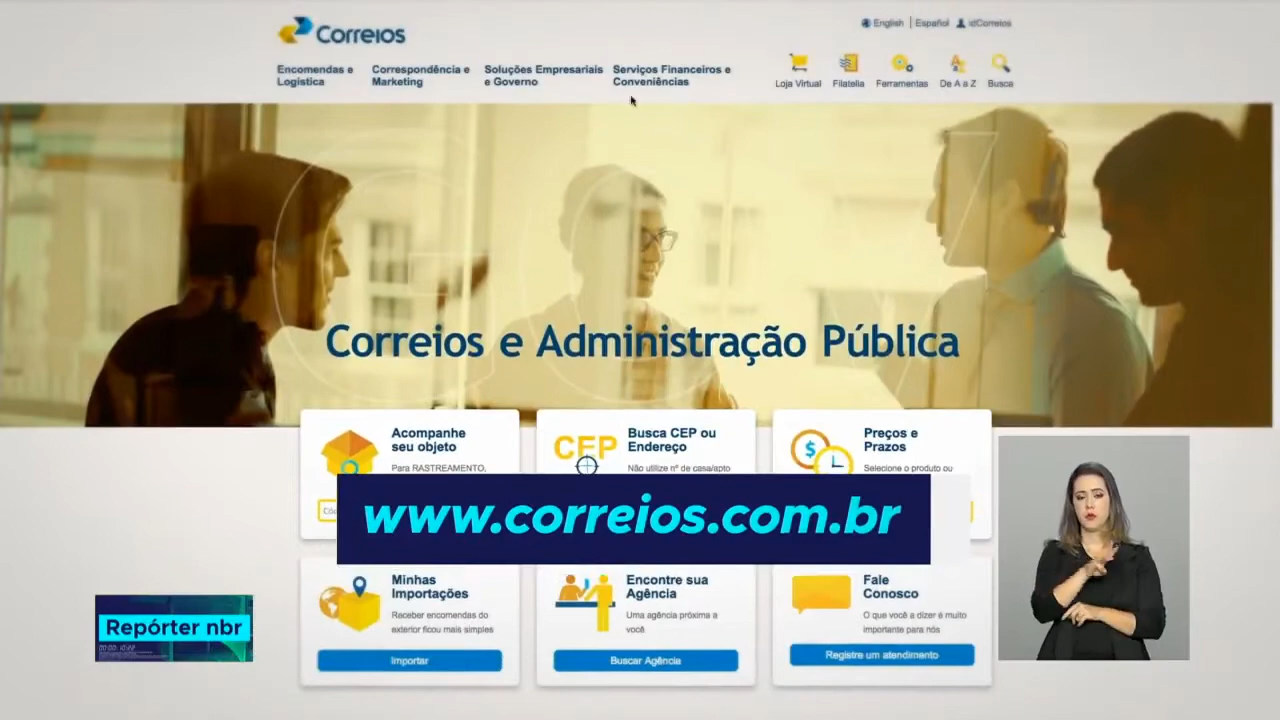 Correios
English | Español idCorreios
Encomendas e
Logística
Correspondência e
Marketing
Soluções Empresariais
e Governo
Serviços Financeiros e
Conveniências
Loja Virtual
Filatelia
Ferramentas
De A a Z
Busca
Correios e Administração Pública
Acompanhe
seu objeto
Para RASTREAMENTO,
CEP
Busca CEP ou
Endereço
Não utilize nº de casa/apto
$
Preços e
Prazos
Selecione o produto ou
www.correios.com.br
Minhas
Importações
Receber encomendas do
exterior ficou mais simples
Importar
Encontre sua
Agência
Uma agência próxima a
você
Buscar Agência
Fale
Conosco
O que você a dizer é muito
importante para nós
Registre um atendimento
Repórter nbr